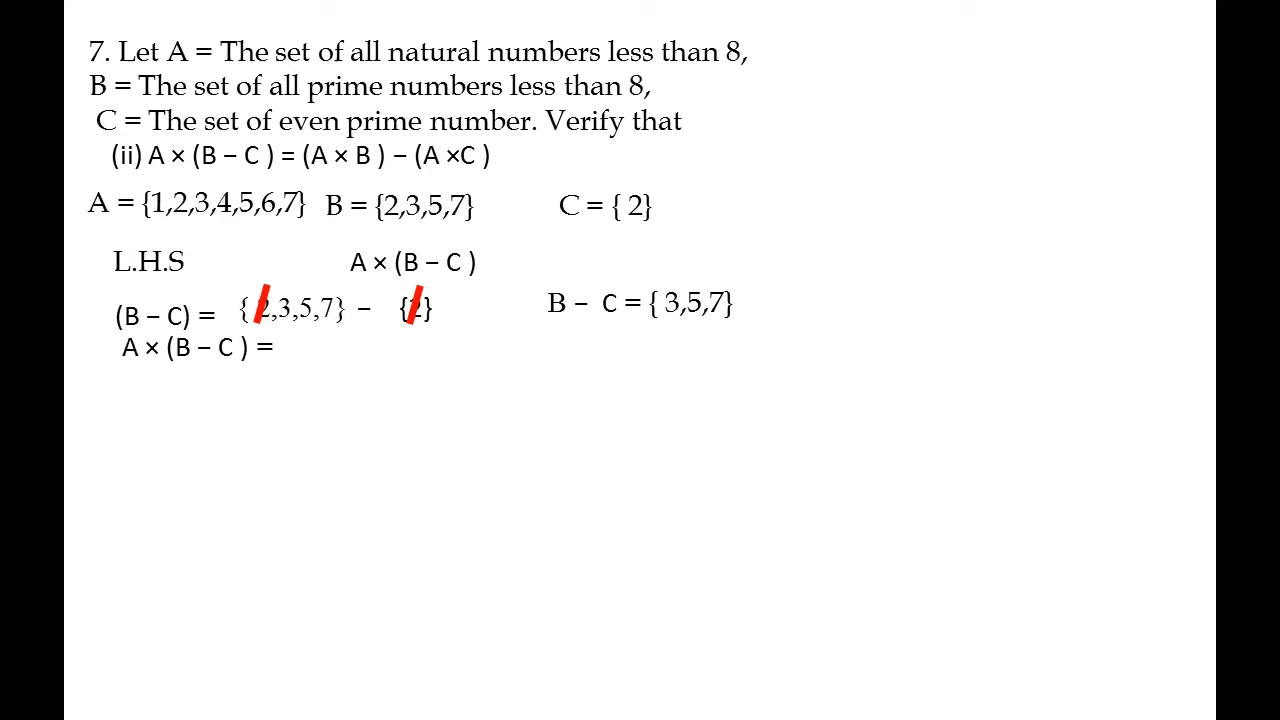 7. Let A = The set of all natural numbers less than 8,
B = The set of all prime numbers less than 8,
C = The set of even prime number. Verify that
(ii) A × (B − C ) = (A × B ) − (A ×C )
A = {1,2,3,4,5,6,7} B = {2,3,5,7} C = { 2}
L.H.S A × (B − C )
(B − C) = { 2,3,5,7} − {2} B − C = { 3,5,7}
A × (B − C ) =